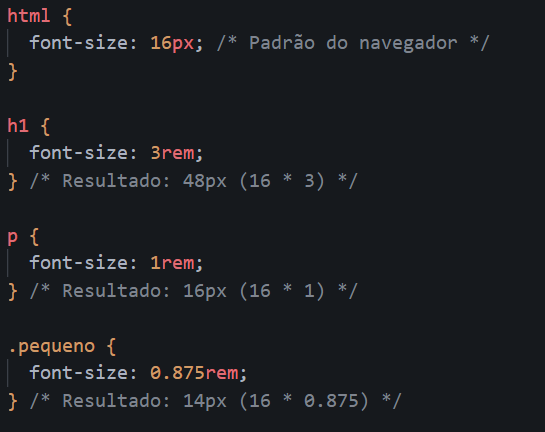 html {
  font-size: 16px; /* Padrão do navegador */
}

h1 {
  font-size: 3rem;
} /* Resultado: 48px (16 * 3) */

p {
  font-size: 1rem;
} /* Resultado: 16px (16 * 1) */

.pequeno {
  font-size: 0.875rem;
} /* Resultado: 14px (16 * 0.875) */